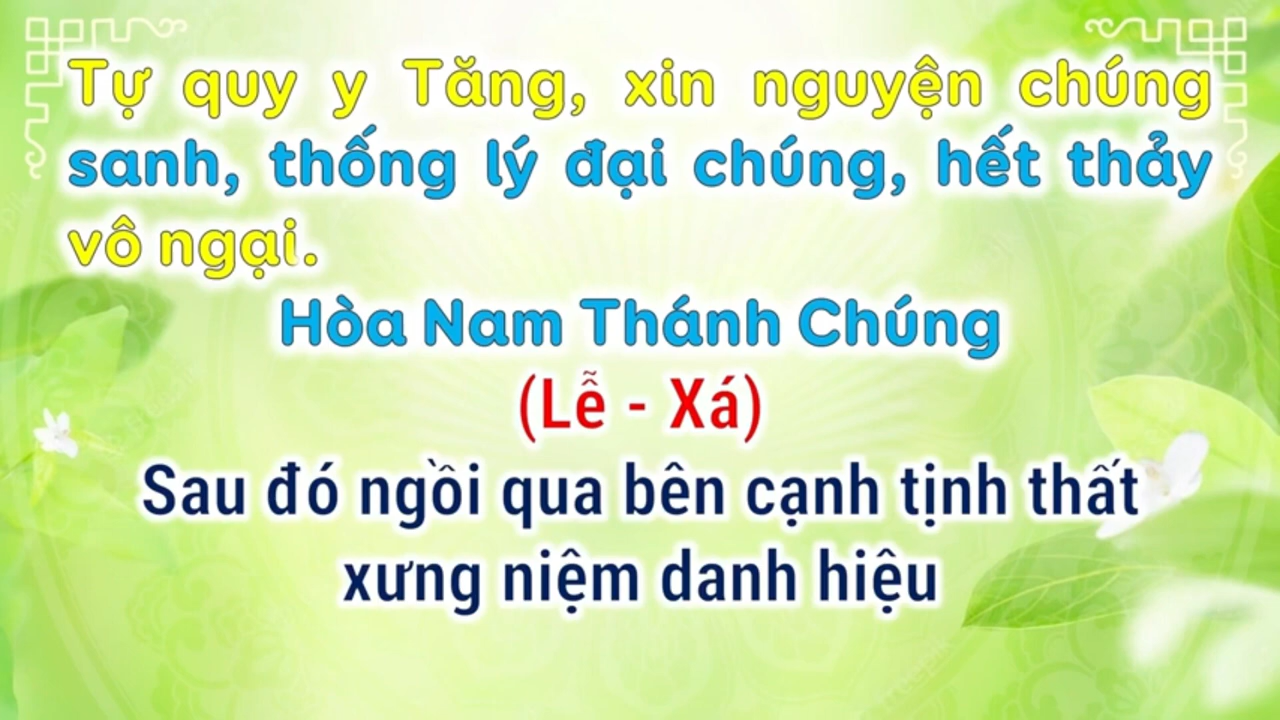 Tự quy y Tăng, xin nguyện chúng
sanh, thống lý đại chúng, hết thảy
vô ngại.
Hòa Nam Thánh Chúng
(Lễ - Xá)
Sau đó ngồi qua bên cạnh tịnh thất
xưng niệm danh hiệu